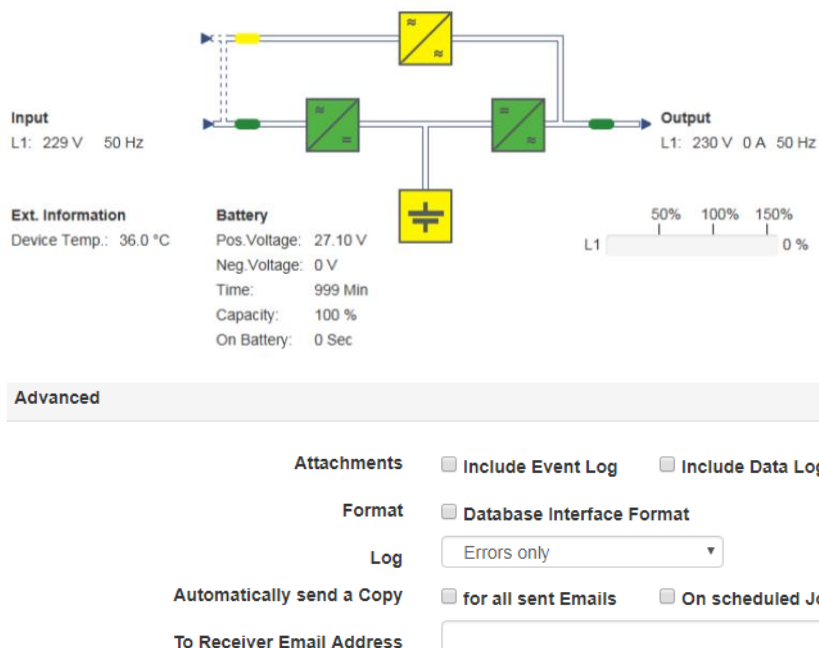 Input
L1: 229 V 50 Hz
Output
L1: 230 V 0 A 50 Hz
Ext. Information
Device Temp.: 36.0 °C
Battery
Pos.Voltage: 27.10 V
Neg.Voltage: 0 V
Time: 999 Min
Capacity: 100 %
On Battery: 0 Sec
50% 100% 150%
L1 0 %
Advanced
Attachments Include Event Log Include Data Log
Format Database Interface Format
Log Errors only
Automatically send a Copy for all sent Emails On scheduled
To Receiver Email Address